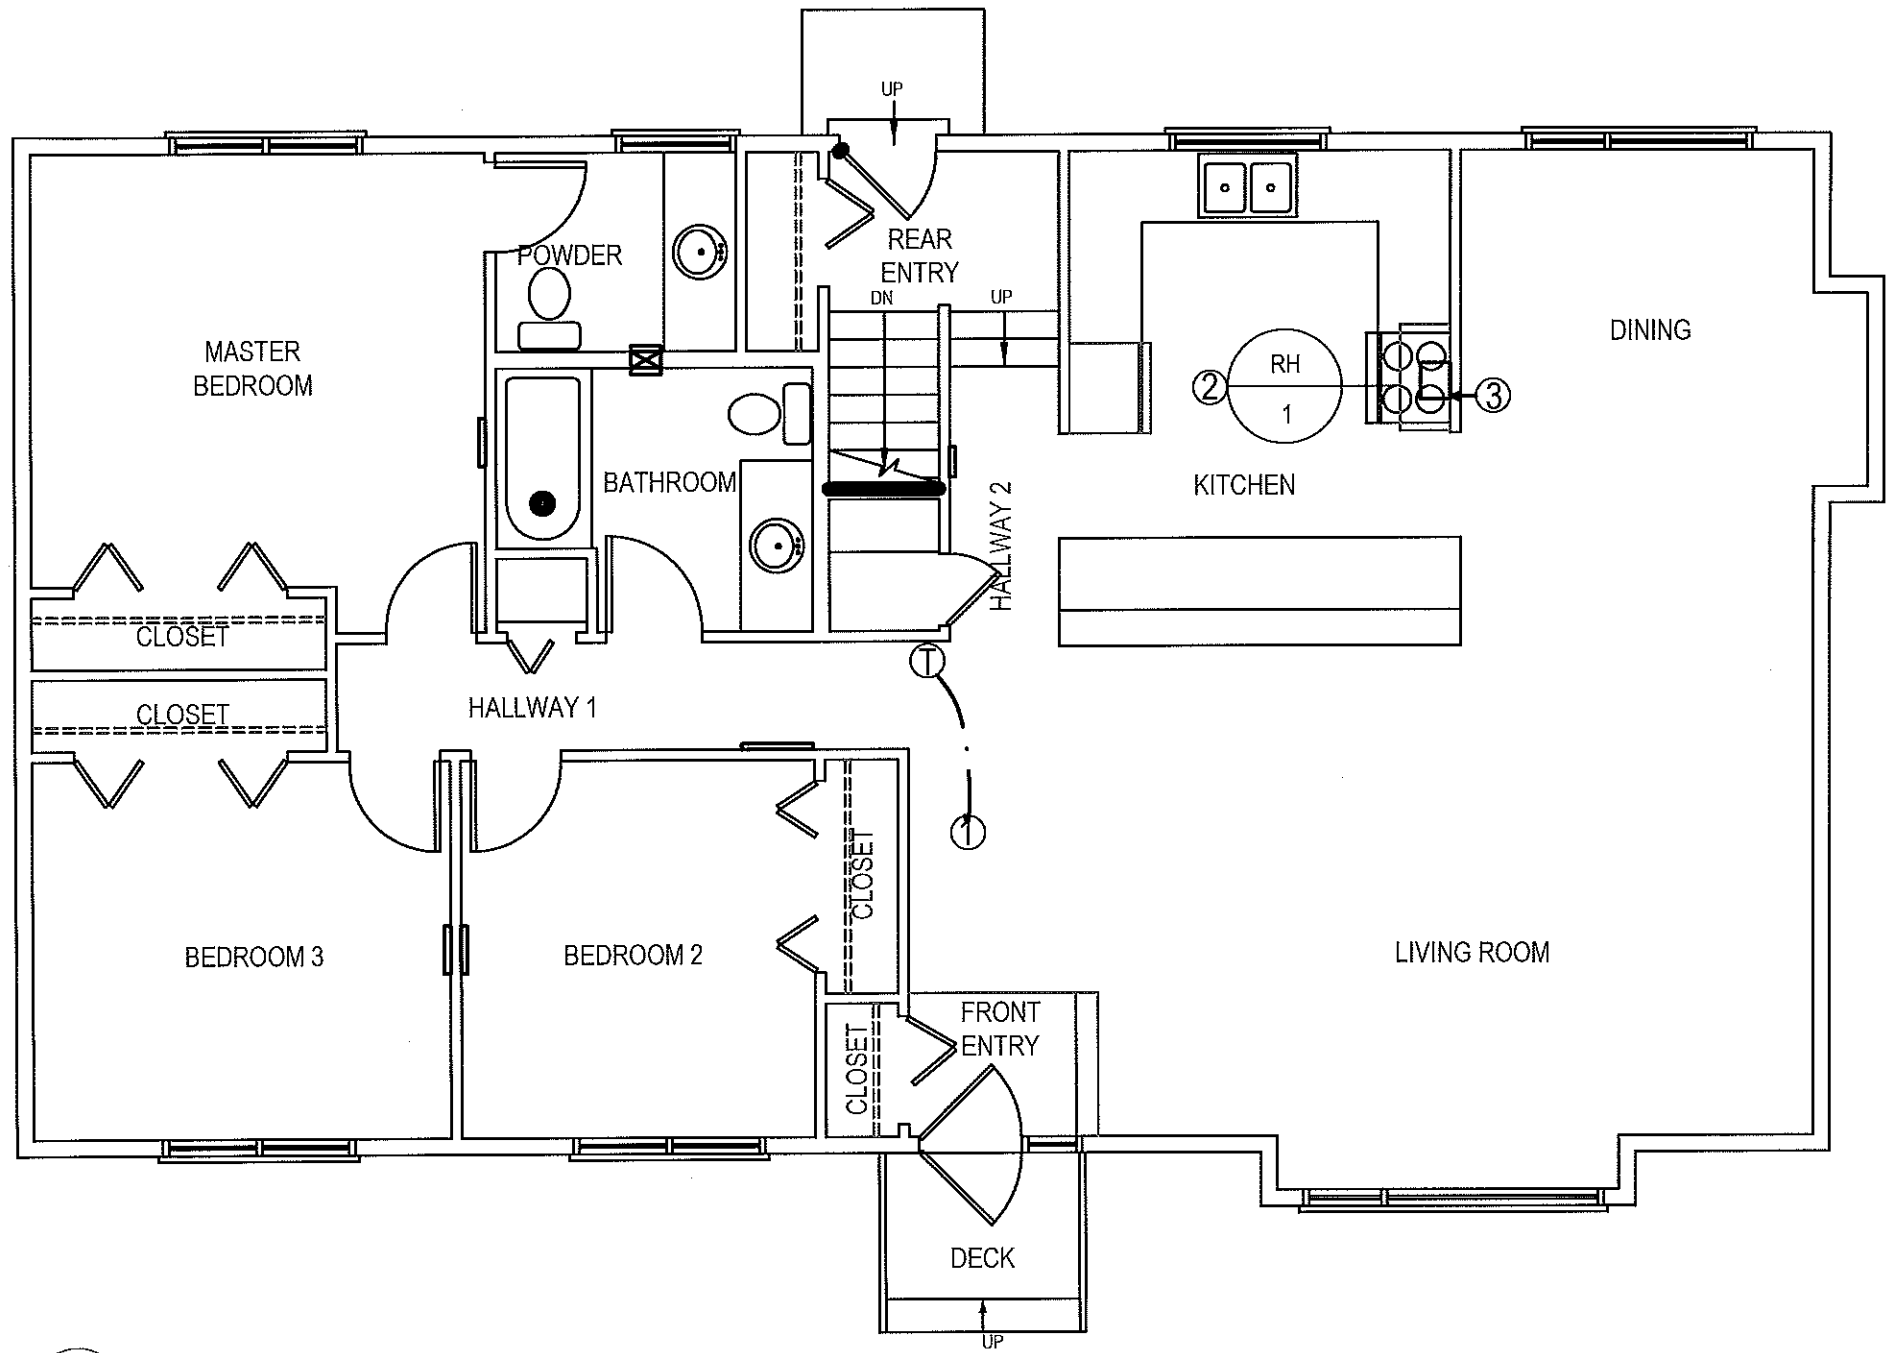 UP
POWDER
REAR
ENTRY
DN
UP
MASTER
BEDROOM
RH
1
2
3
DINING
BATHROOM
HALLWAY 2
KITCHEN
CLOSET
T
CLOSET
HALLWAY 1
1
CLOSET
BEDROOM 3
BEDROOM 2
LIVING ROOM
FRONT
ENTRY
CLOSET
DECK
UP